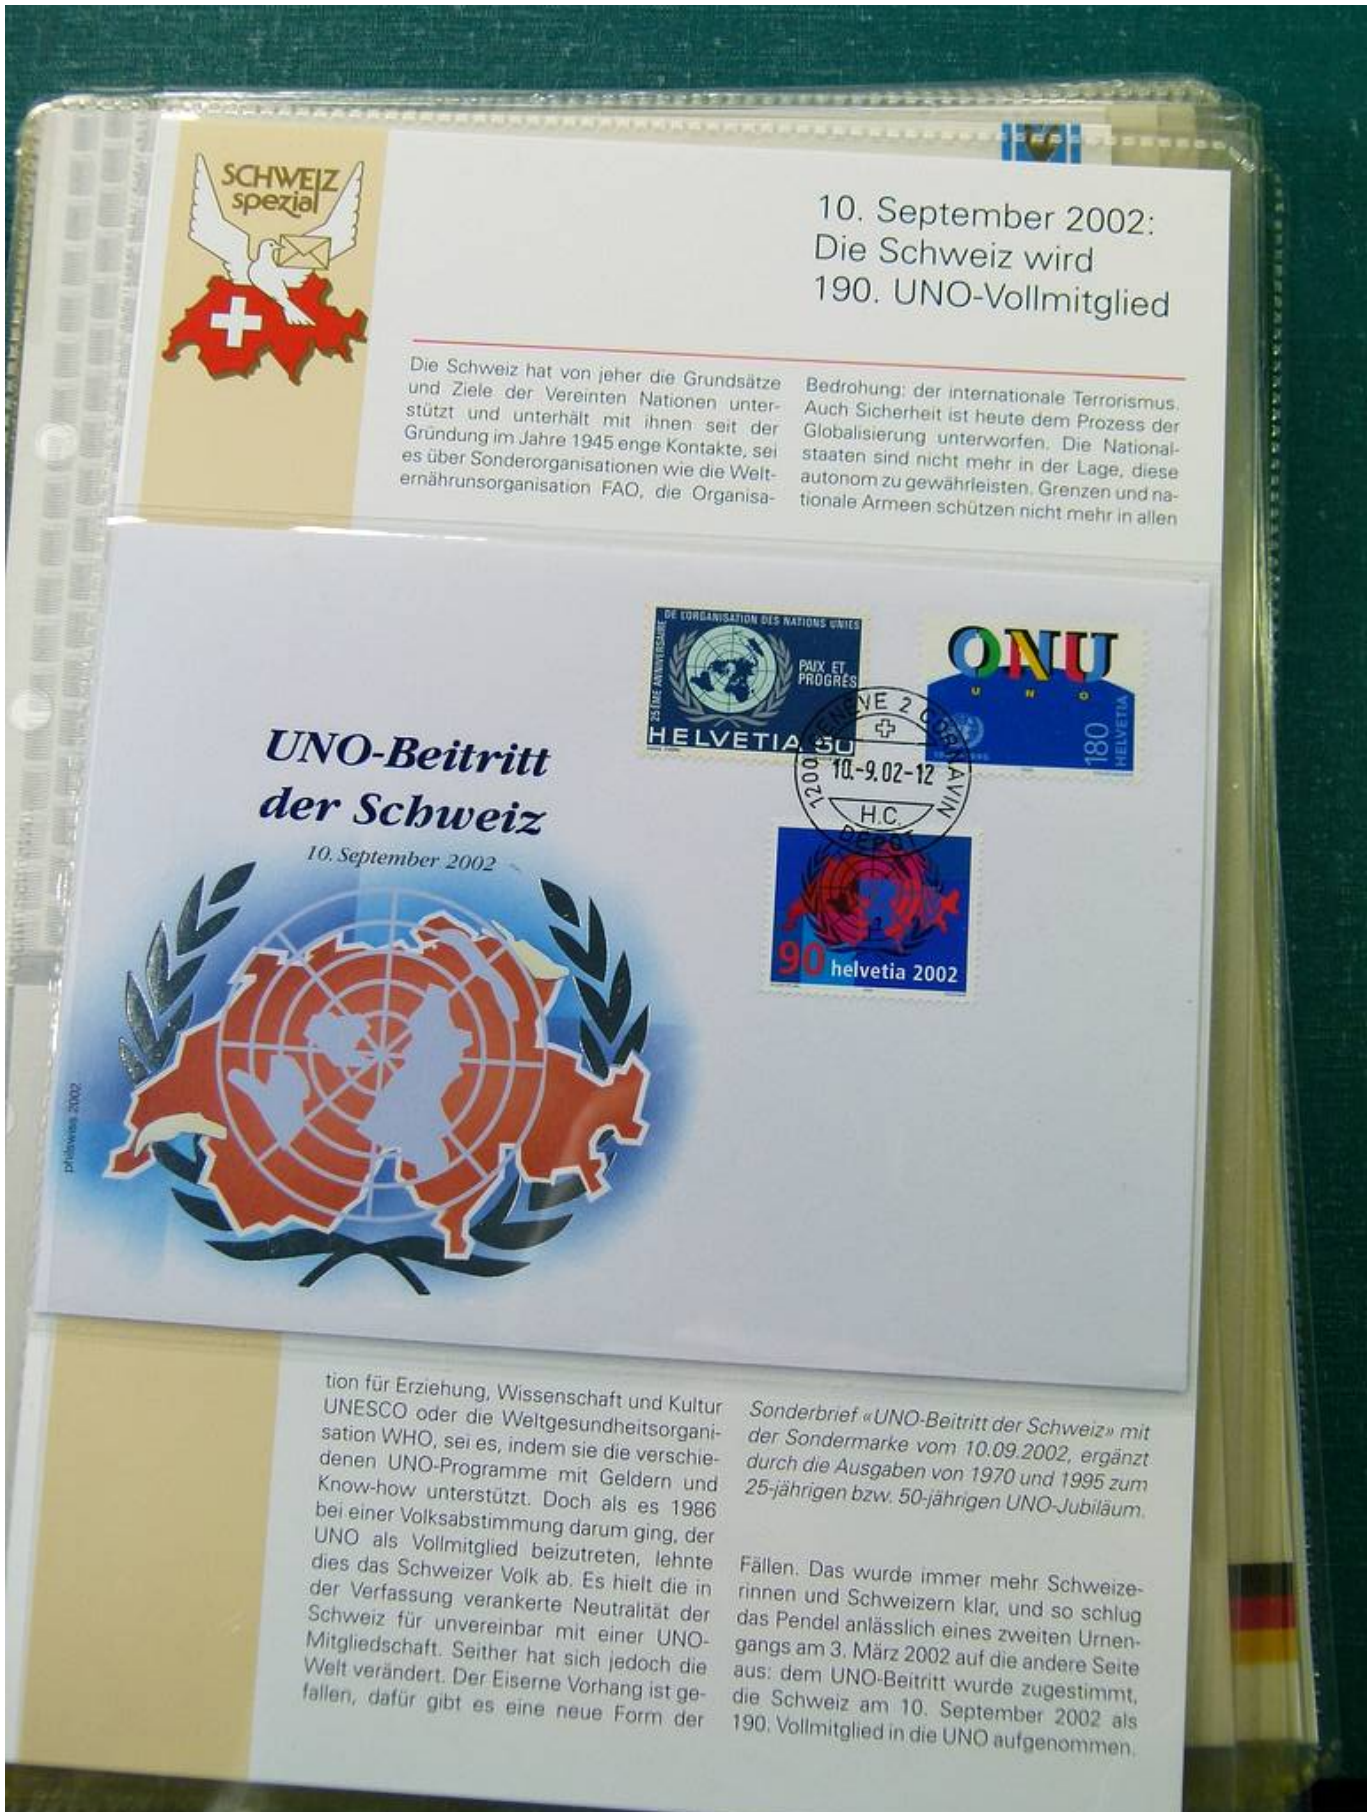 SCHWEIZ
spezial
10. September 2002:
Die Schweiz wird
190. UNO-Vollmitglied
Die Schweiz hat von jeher die Grundsätze
und Ziele der Vereinten Nationen unter-
stützt und unterhält mit ihnen seit der
Gründung im Jahre 1945 enge Kontakte, sei
es über Sonderorganisationen wie die Welt-
ernährunsorganisation FAO, die Organisa-
Bedrohung: der internationale Terrorismus.
Auch Sicherheit ist heute dem Prozess der
Globalisierung unterworfen. Die National-
staaten sind nicht mehr in der Lage, diese
autonom zu gewährleisten. Grenzen und na-
tionale Armeen schützen nicht mehr in allen
25ÈME ANNIVERSAIRE
DE L'ORGANISATION DES NATIONS UNIES
PAIX ET
PROGRÈS
HELVETIA 50
ONU
U N O
180
HELVETIA
1200 GENÈVE 2 CORNAVIN
10.-9.02-12
H.C.
DÉPÔT
90 helvetia 2002
UNO-Beitritt
der Schweiz
10. September 2002
philswiss 2002
tion für Erziehung, Wissenschaft und Kultur
UNESCO oder die Weltgesundheitsorgani-
sation WHO, sei es, indem sie die verschie-
denen UNO-Programme mit Geldern und
Know-how unterstützt. Doch als es 1986
bei einer Volksabstimmung darum ging, der
UNO als Vollmitglied beizutreten, lehnte
dies das Schweizer Volk ab. Es hielt die in
der Verfassung verankerte Neutralität der
Schweiz für unvereinbar mit einer UNO-
Mitgliedschaft. Seither hat sich jedoch die
Welt verändert. Der Eiserne Vorhang ist ge-
fallen, dafür gibt es eine neue Form der
Sonderbrief «UNO-Beitritt der Schweiz» mit
der Sondermarke vom 10.09.2002, ergänzt
durch die Ausgaben von 1970 und 1995 zum
25-jährigen bzw. 50-jährigen UNO-Jubiläum.
Fällen. Das wurde immer mehr Schweize-
rinnen und Schweizern klar, und so schlug
das Pendel anlässlich eines zweiten Urnen-
gangs am 3. März 2002 auf die andere Seite
aus: dem UNO-Beitritt wurde zugestimmt,
die Schweiz am 10. September 2002 als
190. Vollmitglied in die UNO aufgenommen.